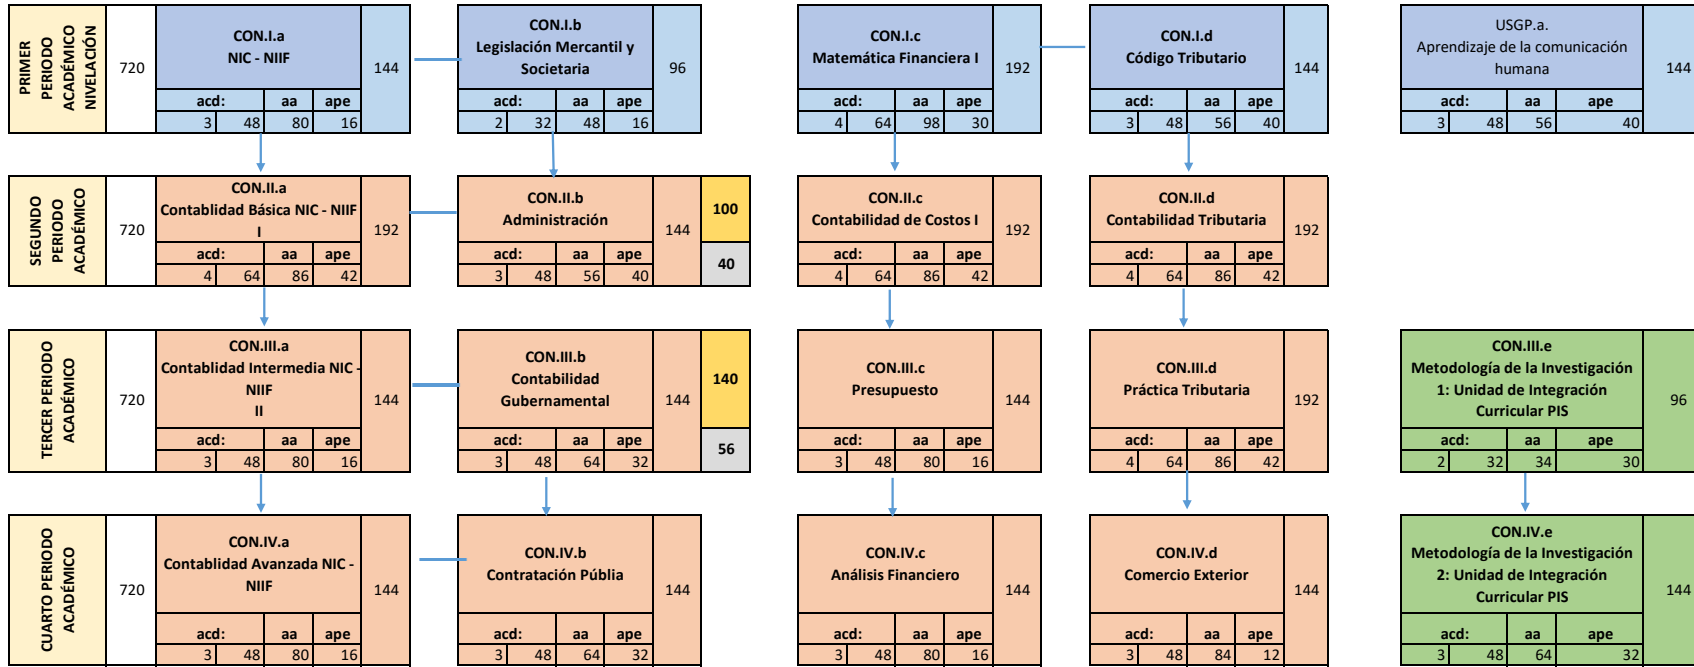 PRIMER
PERIODO
ACADÉMICO
NIVELACIÓN
720
CON.I.a
NIC - NIIF
144
acd: aa ape
3 48 80 16
CON.I.b
Legislación Mercantil y
Societaria
96
acd: aa ape
2 32 48 16
CON.I.c
Matemática Financiera I
192
acd: aa ape
4 64 98 30
CON.I.d
Código Tributario
144
acd: aa ape
3 48 56 40
USGP.a.
Aprendizaje de la comunicación
humana
144
acd: aa ape
3 48 56 40
SEGUNDO
PERIODO
ACADÉMICO
720
CON.II.a
Contablidad Básica NIC - NIIF
I
192
acd: aa ape
4 64 86 42
CON.II.b
Administración
144
acd: aa ape
3 48 56 40
100
40
CON.II.c
Contabilidad de Costos I
192
acd: aa ape
4 64 86 42
CON.II.d
Contabilidad Tributaria
192
acd: aa ape
4 64 86 42
TERCER PERIODO
ACADÉMICO
720
CON.III.a
Contablidad Intermedia NIC -
NIIF
II
144
acd: aa ape
3 48 80 16
CON.III.b
Contabilidad
Gubernamental
144
acd: aa ape
3 48 64 32
140
56
CON.III.c
Presupuesto
144
acd: aa ape
3 48 80 16
CON.III.d
Práctica Tributaria
192
acd: aa ape
4 64 86 42
CON.III.e
Metodología de la Investigación
1: Unidad de Integración
Curricular PIS
96
acd: aa ape
2 32 34 30
CUARTO PERIODO
ACADÉMICO
720
CON.IV.a
Contablidad Avanzada NIC -
NIIF
144
acd: aa ape
3 48 80 16
CON.IV.b
Contratación Públia
144
acd: aa ape
3 48 64 32
CON.IV.c
Análisis Financiero
144
acd: aa ape
3 48 80 16
CON.IV.d
Comercio Exterior
144
acd: aa ape
3 48 84 12
CON.IV.e
Metodología de la Investigación
2: Unidad de Integración
Curricular PIS
144
acd: aa ape
3 48 64 32